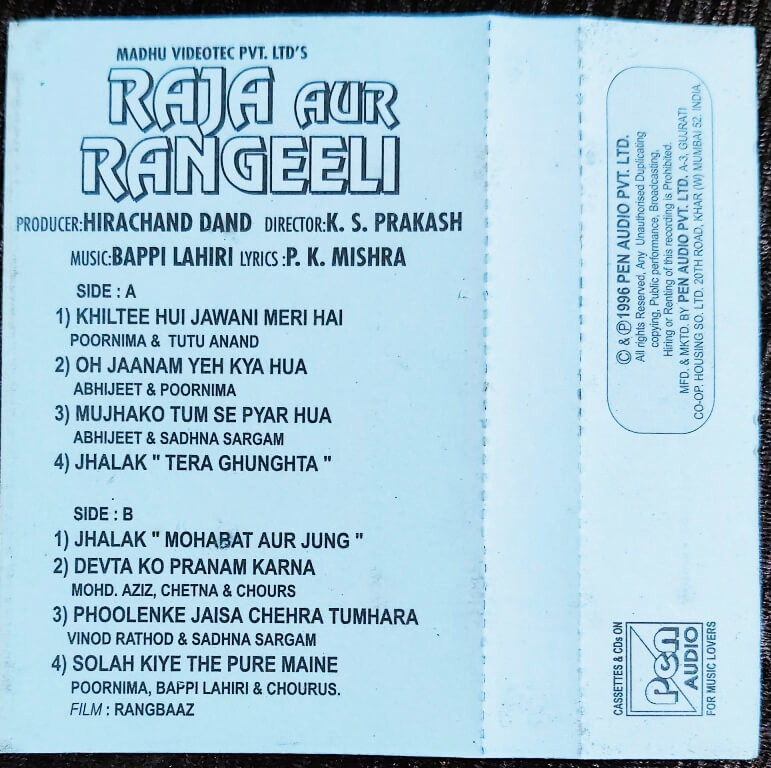 MADHU VIDEOTEC PVT. LTD'S
RAJA AUR
RANGEELI
PRODUCER:HIRACHAND DAND DIRECTOR:K. S. PRAKASH
MUSIC:BAPPI LAHIRI LYRICS :P. K. MISHRA
SIDE : A
1) KHILTEE HUI JAWANI MERI HAI
POORNIMA & TUTU ANAND
2) OH JAANAM YEH KYA HUA
ABHIJEET & POORNIMA
3) MUJHAKO TUM SE PYAR HUA
ABHIJEET & SADHNA SARGAM
4) JHALAK " TERA GHUNGHTA "
SIDE : B
1) JHALAK " MOHABAT AUR JUNG "
2) DEVTA KO PRANAM KARNA
MOHD. AZIZ, CHETNA & CHOURS
3) PHOOLENKE JAISA CHEHRA TUMHARA
VINOD RATHOD & SADHNA SARGAM
4) SOLAH KIYE THE PURE MAINE
POORNIMA, BAPPI LAHIRI & CHOURUS.
FILM : RANGBAAZ
© & ℗1996 PEN AUDIO PVT. LTD.
All rights Reserved, Any Unauthorised Duplicating
copying, Public performance, Broadcasting,
Hiring or Renting of this recording is Prohibited.
MFD. & MKTD. BY PEN AUDIO PVT. LTD. A-3, GUJRATI
CO-OP. HOUSING SO. LTD. 20TH ROAD, KHAR (W) MUMBAI 52. INDIA.
CASSETTES & CDs ON
Pen
AUDIO
FOR MUSIC LOVERS